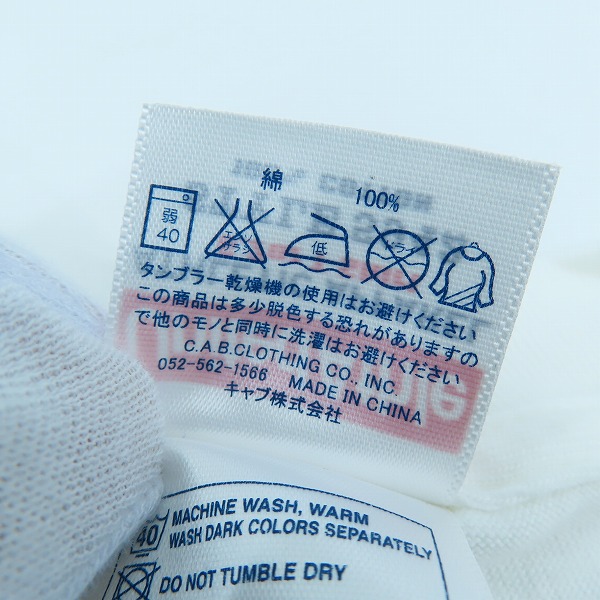 綿 100%
弱 40 エンソサラシ 低 ドライ
タンブラー乾燥機の使用はお避けください
この商品は多少脱色する恐れがありますの
で他のモノと同時に洗濯はお避けください
C.A.B.CLOTHING CO., INC.
052-562-1566 MADE IN CHINA
キャブ株式会社
40 MACHINE WASH, WARM
WASH DARK COLORS SEPARATELY
DO NOT TUMBLE DRY